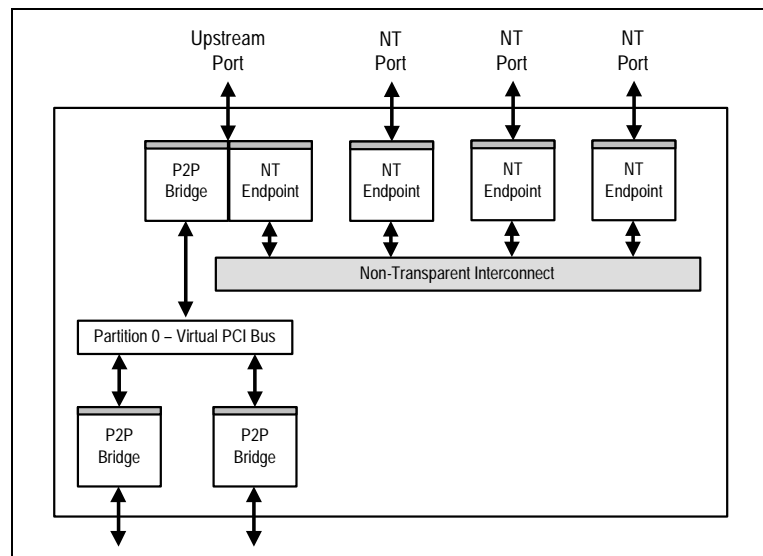 Upstream
Port
NT
Port
NT
Port
NT
Port
P2P
Bridge
NT
Endpoint
NT
Endpoint
NT
Endpoint
NT
Endpoint
Non-Transparent Interconnect
Partition 0 – Virtual PCI Bus
P2P
Bridge
P2P
Bridge